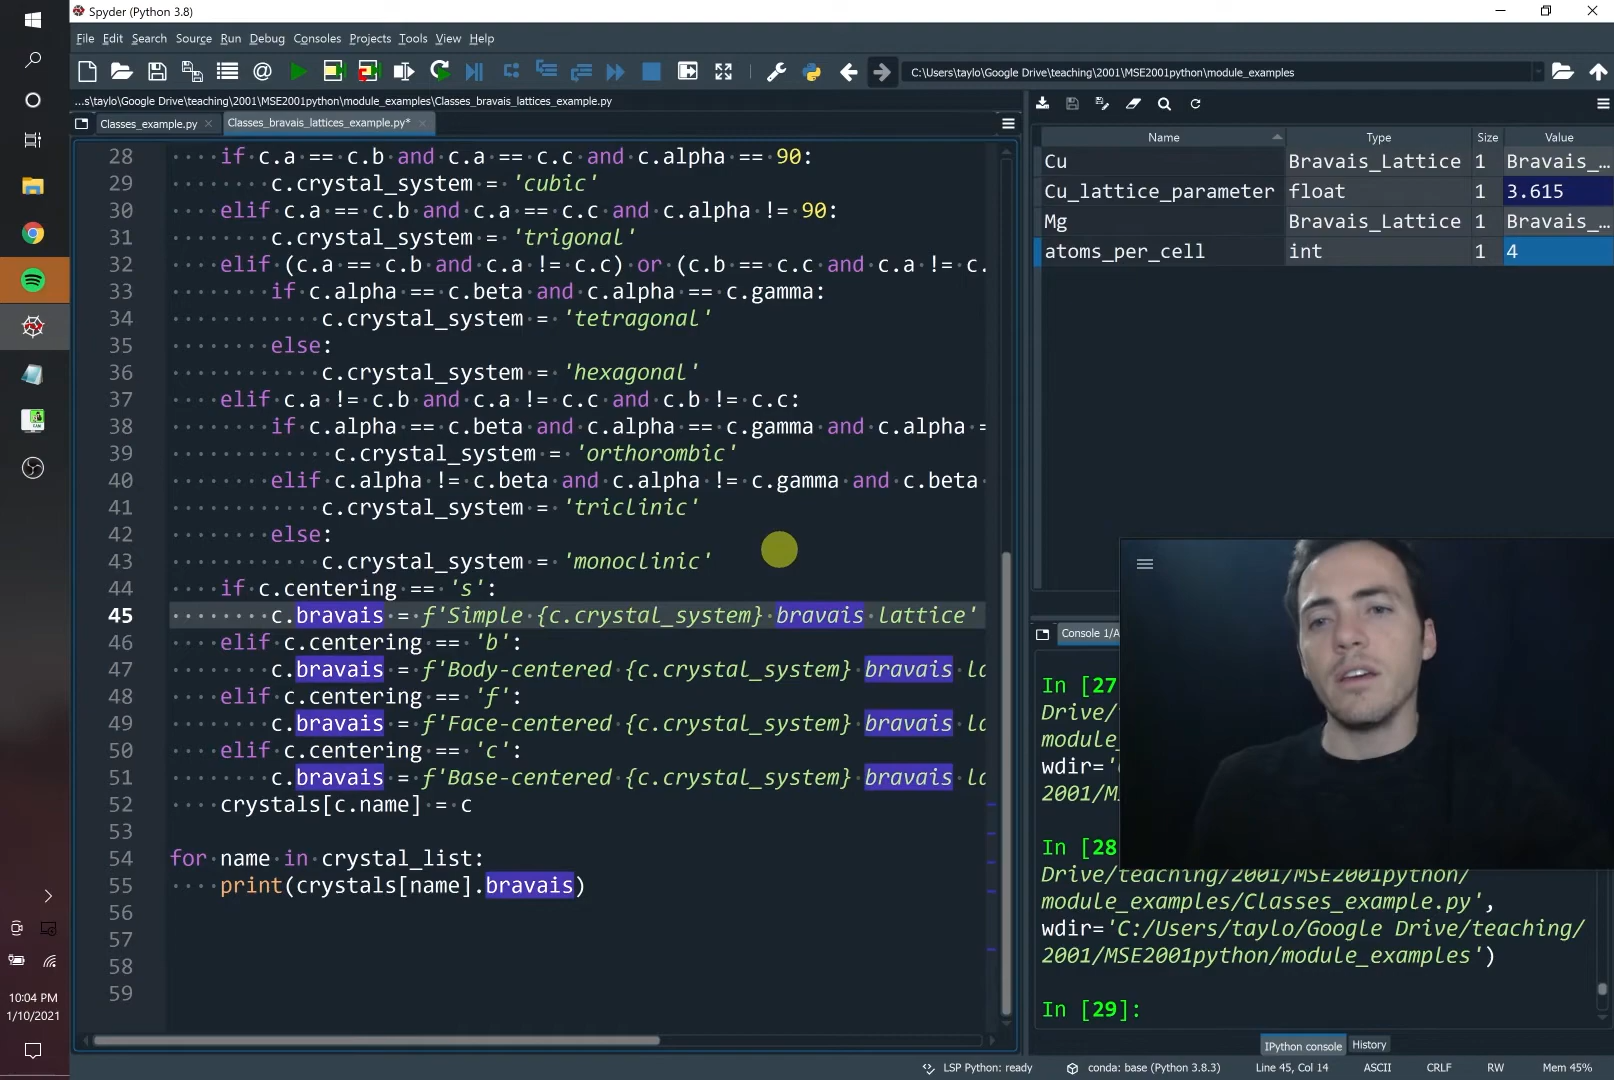 Spyder (Python 3.8)
File Edit Search Source Run Debug Consoles Projects Tools View Help
C:\Users\taylo\Google Drive\teaching\2001\MSE2001python\module_examples
...s\taylo\Google Drive\teaching\2001\MSE2001python\module_examples\Classes_bravais_lattices_example.py
Classes_example.py Classes_bravais_lattices_example.py*
28 if c.a == c.b and c.a == c.c and c.alpha == 90:
29 c.crystal_system = 'cubic'
30 elif c.a == c.b and c.a == c.c and c.alpha != 90:
31 c.crystal_system = 'trigonal'
32 elif (c.a == c.b and c.a != c.c) or (c.b == c.c and c.a != c.
33 if c.alpha == c.beta and c.alpha == c.gamma:
34 c.crystal_system = 'tetragonal'
35 else:
36 c.crystal_system = 'hexagonal'
37 elif c.a != c.b and c.a != c.c and c.b != c.c:
38 if c.alpha == c.beta and c.alpha == c.gamma and c.alpha =
39 c.crystal_system = 'orthorombic'
40 elif c.alpha != c.beta and c.alpha != c.gamma and c.beta
41 c.crystal_system = 'triclinic'
42 else:
43 c.crystal_system = 'monoclinic'
44 if c.centering == 's':
45 c.bravais = f'Simple {c.crystal_system} bravais lattice'
46 elif c.centering == 'b':
47 c.bravais = f'Body-centered {c.crystal_system} bravais la
48 elif c.centering == 'f':
49 c.bravais = f'Face-centered {c.crystal_system} bravais la
50 elif c.centering == 'c':
51 c.bravais = f'Base-centered {c.crystal_system} bravais la
52 crystals[c.name] = c
53
54 for name in crystal_list:
55 print(crystals[name].bravais)
56
57
58
59
Name Type Size Value
Cu Bravais_Lattice 1 Bravais_...
Cu_lattice_parameter float 1 3.615
Mg Bravais_Lattice 1 Bravais_...
atoms_per_cell int 1 4
Console 1/A
In [27
Drive/
module_
wdir='
2001/MS
In [28
Drive/teaching/2001/MSE2001python/
module_examples/Classes_example.py',
wdir='C:/Users/taylo/Google Drive/teaching/
2001/MSE2001python/module_examples')
In [29]:
IPython console History
LSP Python: ready conda: base (Python 3.8.3) Line 45, Col 14 ASCII CRLF RW Mem 45%
10:04 PM
1/10/2021